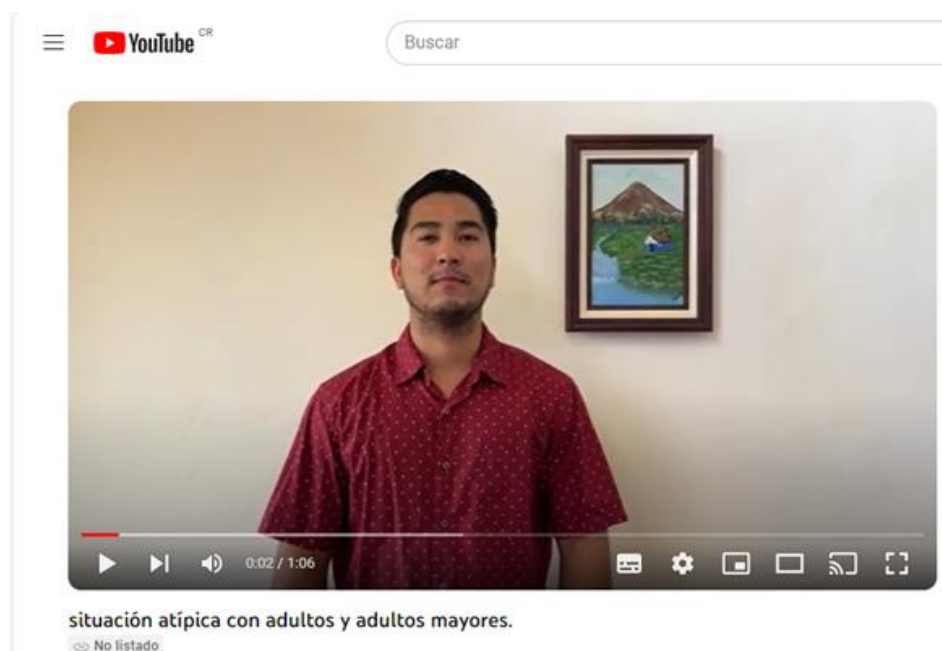 YouTube CR
Buscar
0:02 / 1:06
situación atípica con adultos y adultos mayores.
No listado